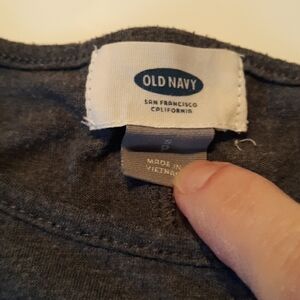 OLD NAVY
SAN FRANCISCO
CALIFORNIA
MADE IN
VIETNAM